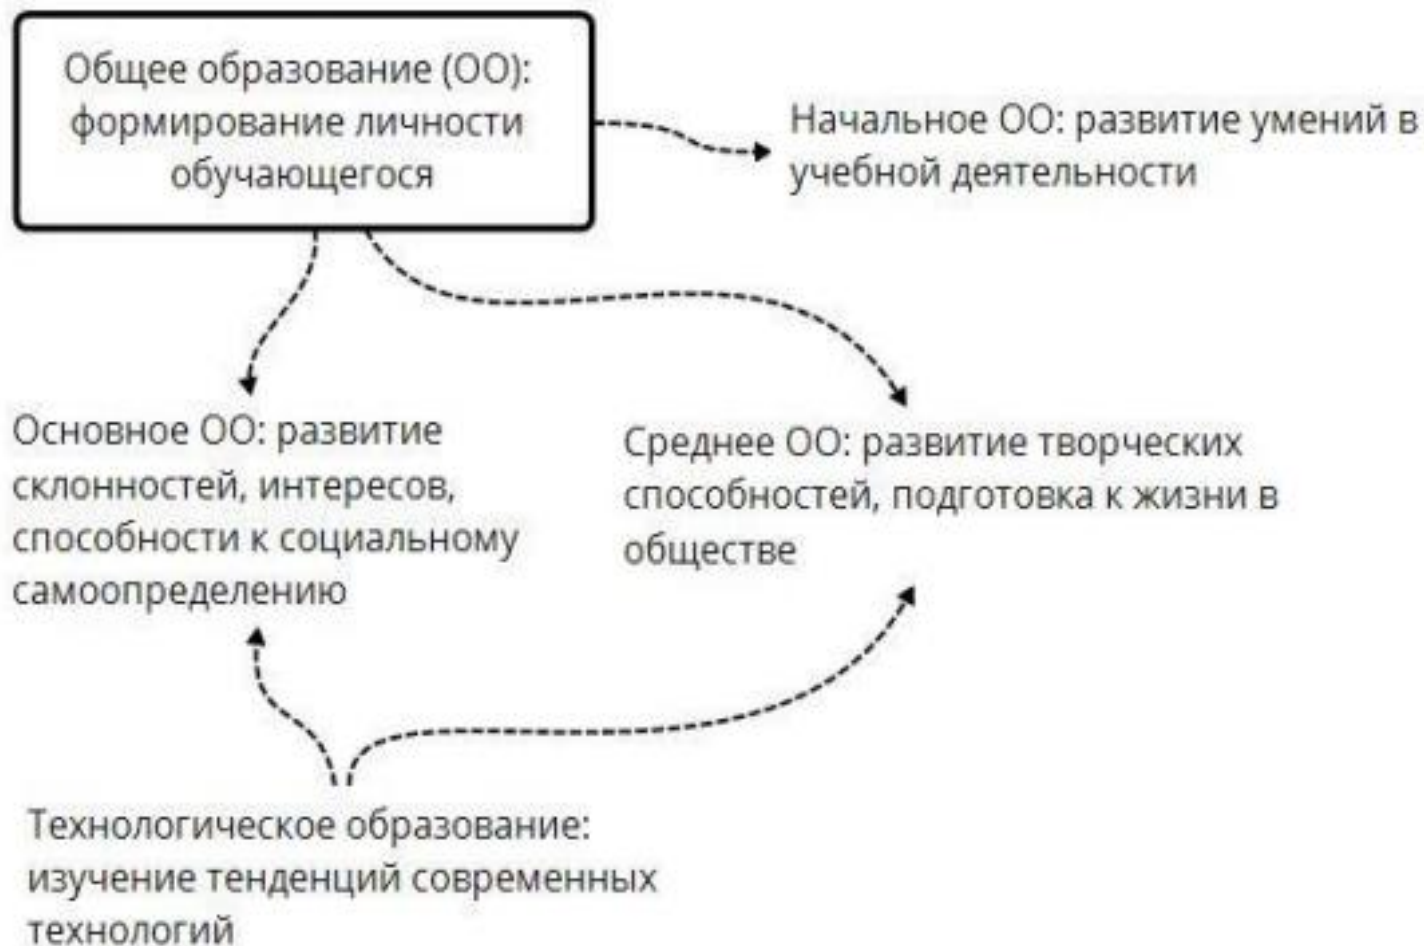 Общее образование (ОО):
формирование личности
обучающегося
Начальное ОО: развитие умений в
учебной деятельности
Основное ОО: развитие
склонностей, интересов,
способности к социальному
самоопределению
Среднее ОО: развитие творческих
способностей, подготовка к жизни в
обществе
Технологическое образование:
изучение тенденций современных
технологий